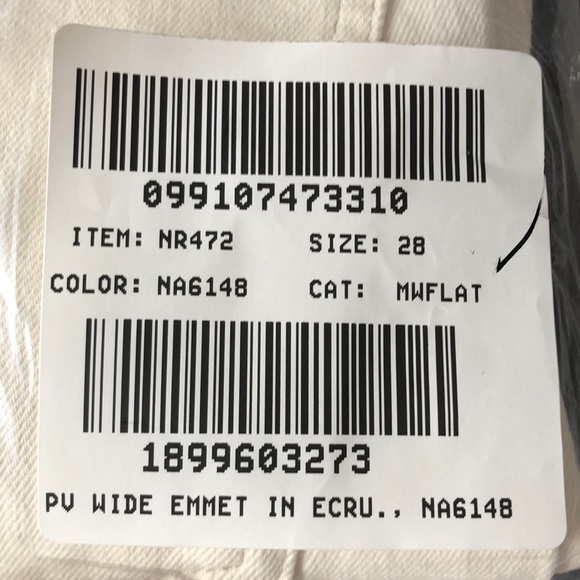 099107473310
ITEM: NR472 SIZE: 28
COLOR: NA6148 CAT: MWFLAT
1899603273
PV WIDE EMMET IN ECRU., NA6148